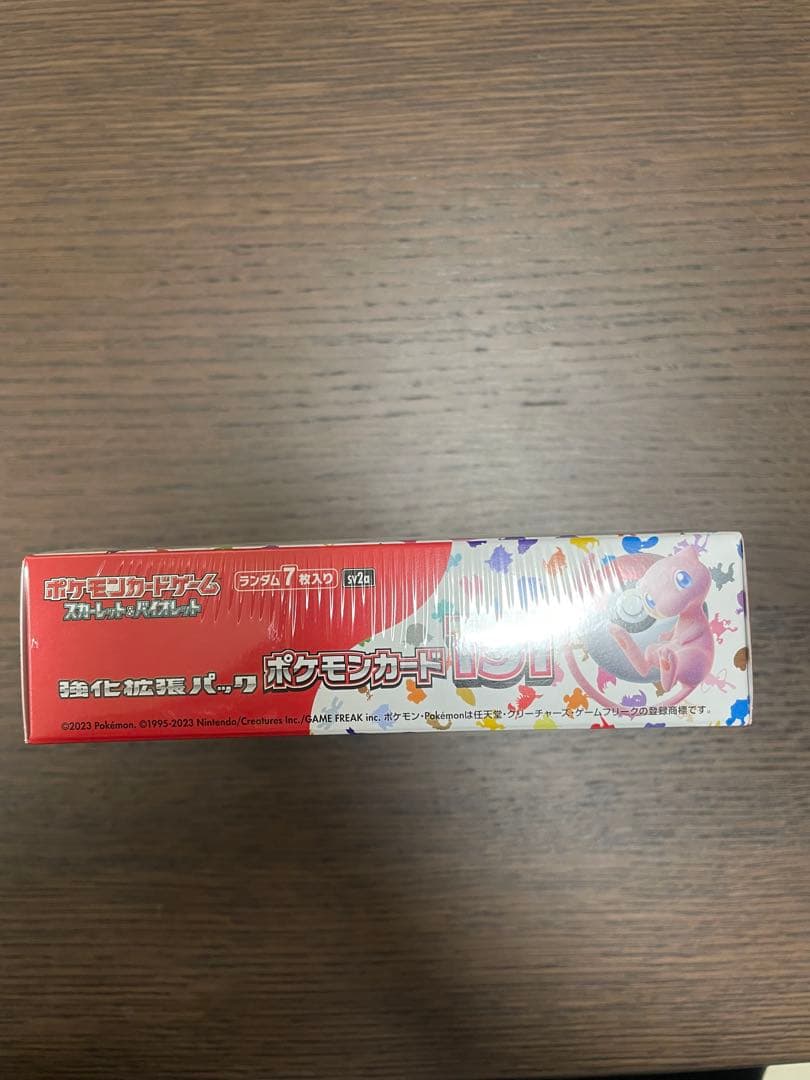 ポケモンカードゲーム
スカーレット&バイオレット
ランダム7枚入り
sv2a
強化拡張パック
ポケモンカード151
©2023 Pokémon. ©1995-2023 Nintendo/Creatures Inc./GAME FREAK inc. ポケモン・Pokémonは任天堂・クリーチャーズ・ゲームフリークの登録商標です。